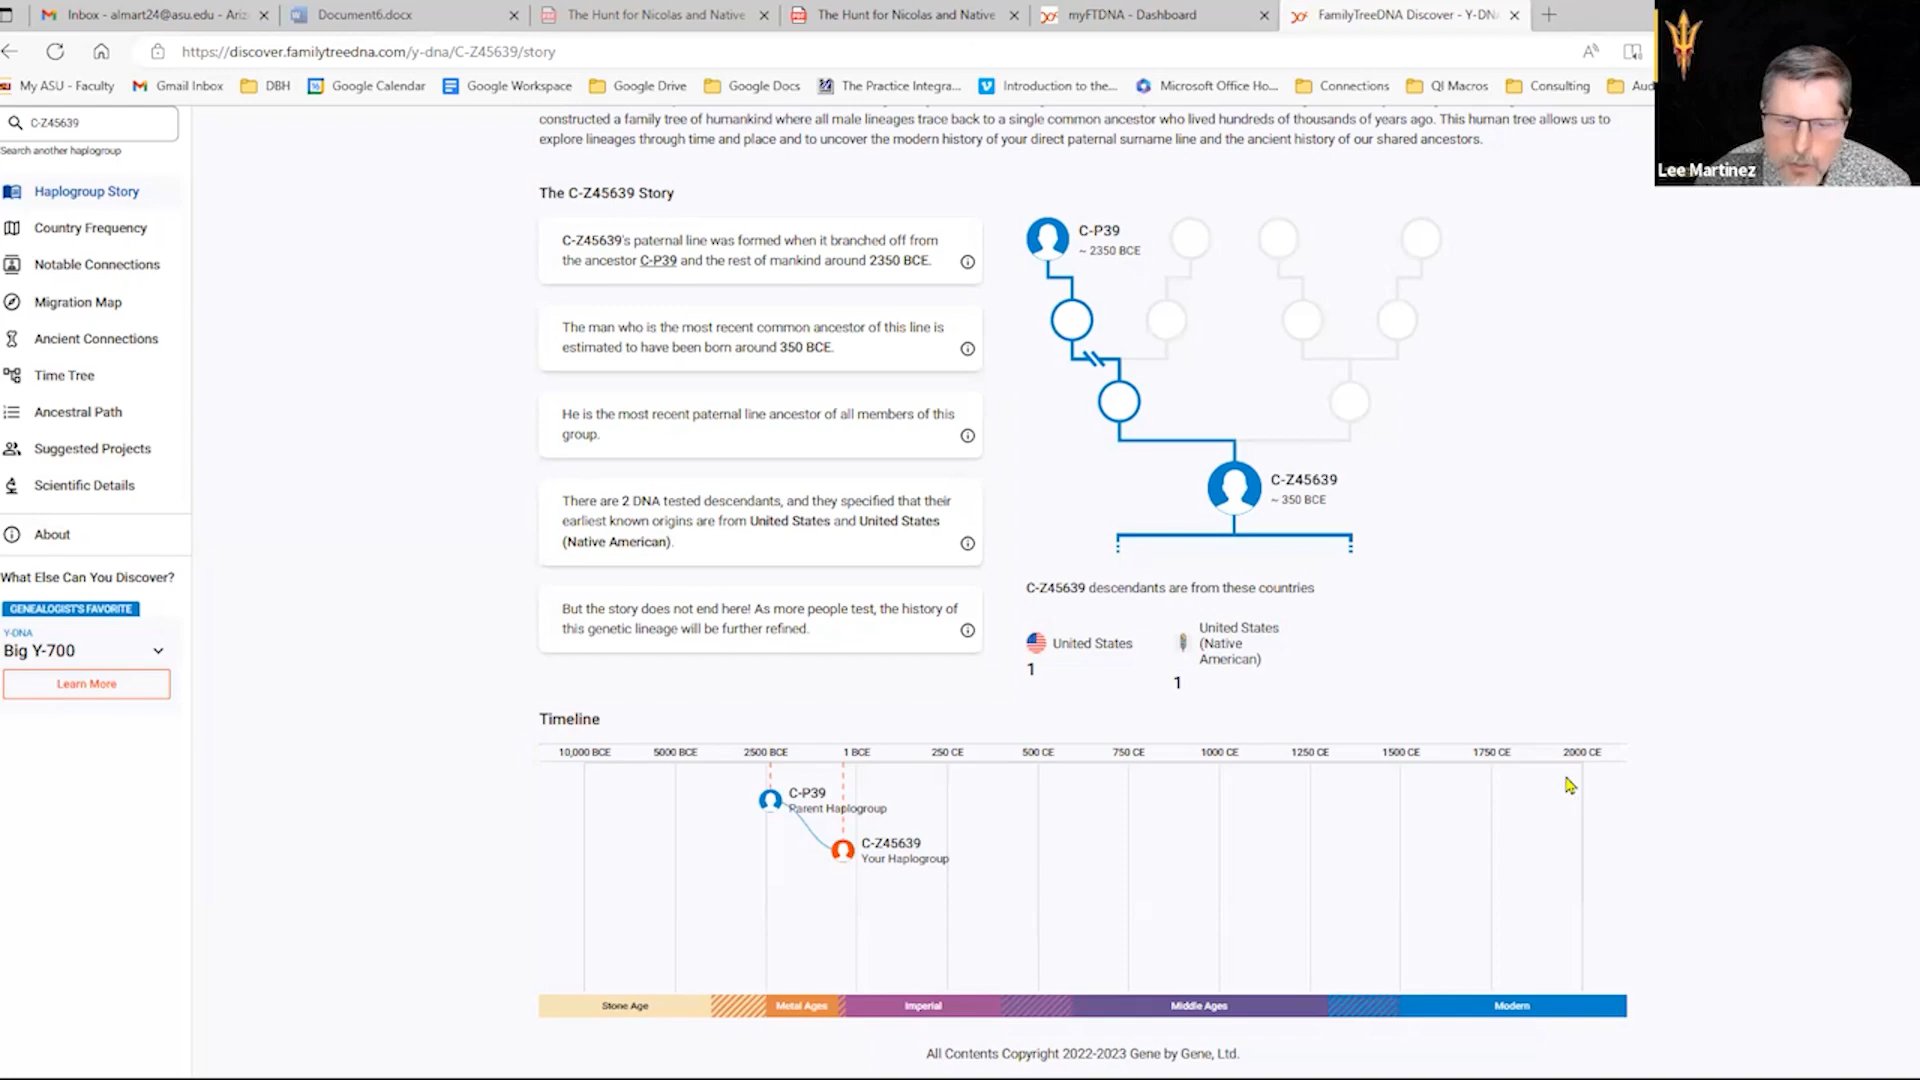 Inbox - almart24@asu.edu - Ariz
Document6.docx
The Hunt for Nicolas and Native
The Hunt for Nicolas and Native
myFTDNA - Dashboard
FamilyTreeDNA Discover - Y-DN
https://discover.familytreedna.com/y-dna/C-Z45639/story
My ASU - Faculty
Gmail Inbox
DBH
Google Calendar
Google Workspace
Google Drive
Google Docs
The Practice Integra...
Introduction to the...
Microsoft Office Ho...
Connections
QI Macros
Consulting
Aud
Lee Martinez
C-Z45639
Search another haplogroup
Haplogroup Story
Country Frequency
Notable Connections
Migration Map
Ancient Connections
Time Tree
Ancestral Path
Suggested Projects
Scientific Details
About
What Else Can You Discover?
GENEALOGIST'S FAVORITE
Y-DNA
Big Y-700
Learn More
constructed a family tree of humankind where all male lineages trace back to a single common ancestor who lived hundreds of thousands of years ago. This human tree allows us to
explore lineages through time and place and to uncover the modern history of your direct paternal surname line and the ancient history of our shared ancestors.
The C-Z45639 Story
C-Z45639's paternal line was formed when it branched off from
the ancestor C-P39 and the rest of mankind around 2350 BCE.
The man who is the most recent common ancestor of this line is
estimated to have been born around 350 BCE.
He is the most recent paternal line ancestor of all members of this
group.
There are 2 DNA tested descendants, and they specified that their
earliest known origins are from United States and United States
(Native American).
But the story does not end here! As more people test, the history of
this genetic lineage will be further refined.
C-P39
~ 2350 BCE
C-Z45639
~ 350 BCE
C-Z45639 descendants are from these countries
United States
1
United States
(Native
American)
1
Timeline
10,000 BCE
5000 BCE
2500 BCE
1 BCE
250 CE
500 CE
750 CE
1000 CE
1250 CE
1500 CE
1750 CE
2000 CE
C-P39
Parent Haplogroup
C-Z45639
Your Haplogroup
Stone Age
Metal Ages
Imperial
Middle Ages
Modern
All Contents Copyright 2022-2023 Gene by Gene, Ltd.